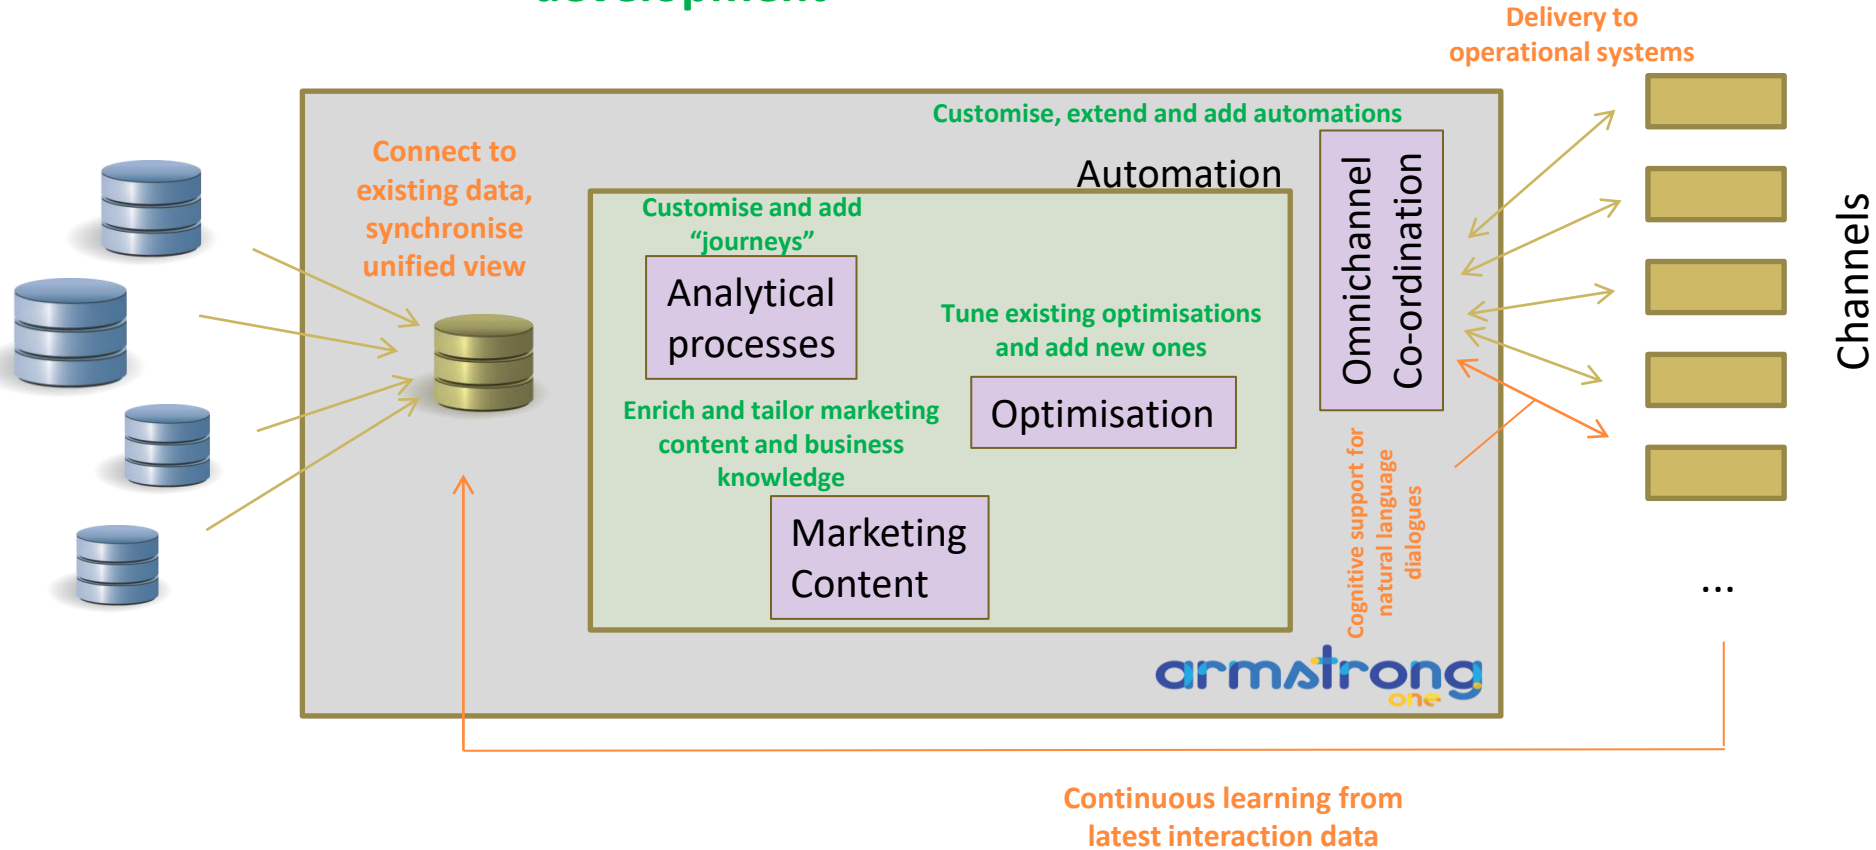 development
Delivery to
operational systems
Customise, extend and add automations
Connect to
existing data,
synchronise
unified view
Automation
Omnichannel
Co-ordination
Channels
Customise and add
“journeys”
Analytical
processes
Tune existing optimisations
and add new ones
Optimisation
Enrich and tailor marketing
content and business
knowledge
Marketing
Content
Cognitive support for
natural language
dialogues
...
armstrong
one
Continuous learning from
latest interaction data